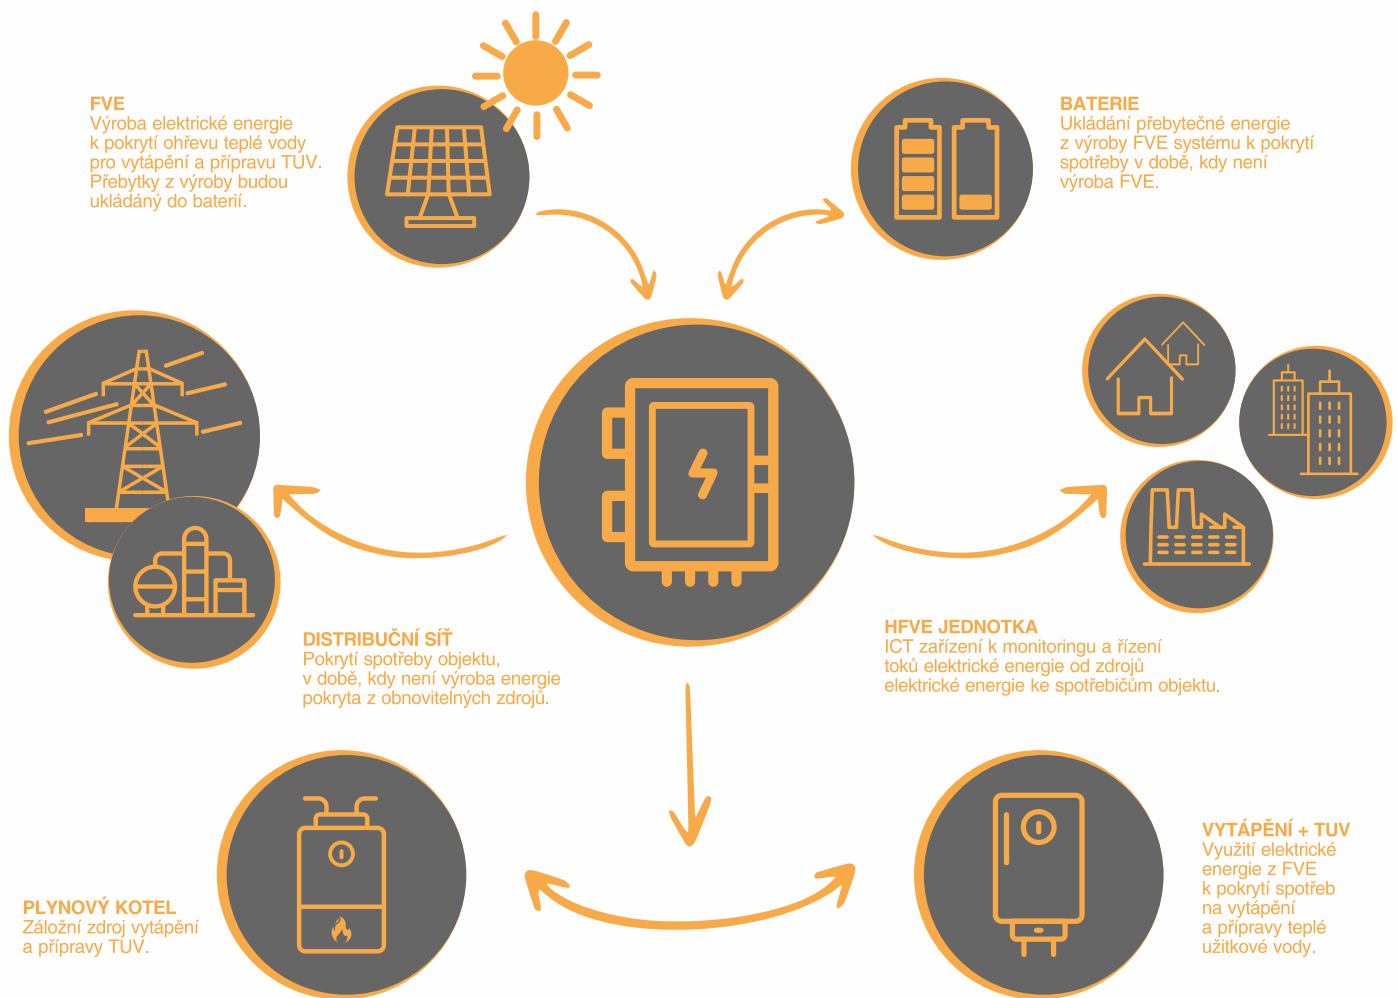 FVE
Výroba elektrické energie
k pokrytí ohřevu teplé vody
pro vytápění a přípravu TUV.
Přebytky z výroby budou
ukládáný do baterií.
BATERIE
Ukládání přebytečné energie
z výroby FVE systému k pokrytí
spotřeby v době, kdy není
výroba FVE.
DISTRIBUČNÍ SÍŤ
Pokrytí spotřeby objektu,
v době, kdy není výroba energie
pokryta z obnovitelných zdrojů.
HFVE JEDNOTKA
ICT zařízení k monitoringu a řízení
toků elektrické energie od zdrojů
elektrické energie ke spotřebičům objektu.
PLYNOVÝ KOTEL
Záložní zdroj vytápění
a přípravy TUV.
VYTÁPĚNÍ + TUV
Využití elektrické
energie z FVE
k pokrytí spotřeb
na vytápění
a přípravy teplé
užitkové vody.